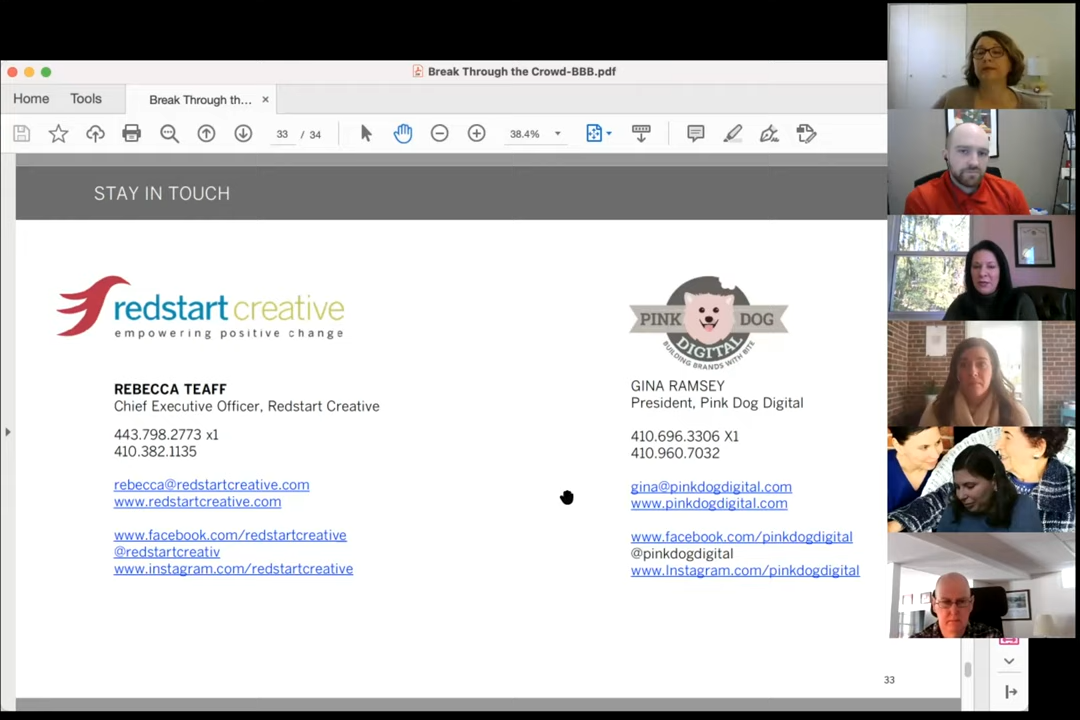 Break Through the Crowd-BBB.pdf
Home
Tools
Break Through th...
33 / 34
38.4%
STAY IN TOUCH
redstart creative
empowering positive change
REBECCA TEAFF
Chief Executive Officer, Redstart Creative
443.798.2773 x1
410.382.1135
rebecca@redstartcreative.com
www.redstartcreative.com
www.facebook.com/redstartcreative
@redstartcreativ
www.instagram.com/redstartcreative
PINK DOG
DIGITAL
BUILDING BRANDS WITH BITE
GINA RAMSEY
President, Pink Dog Digital
410.696.3306 X1
410.960.7032
gina@pinkdogdigital.com
www.pinkdogdigital.com
www.facebook.com/pinkdogdigital
@pinkdogdigital
www.Instagram.com/pinkdogdigital
33